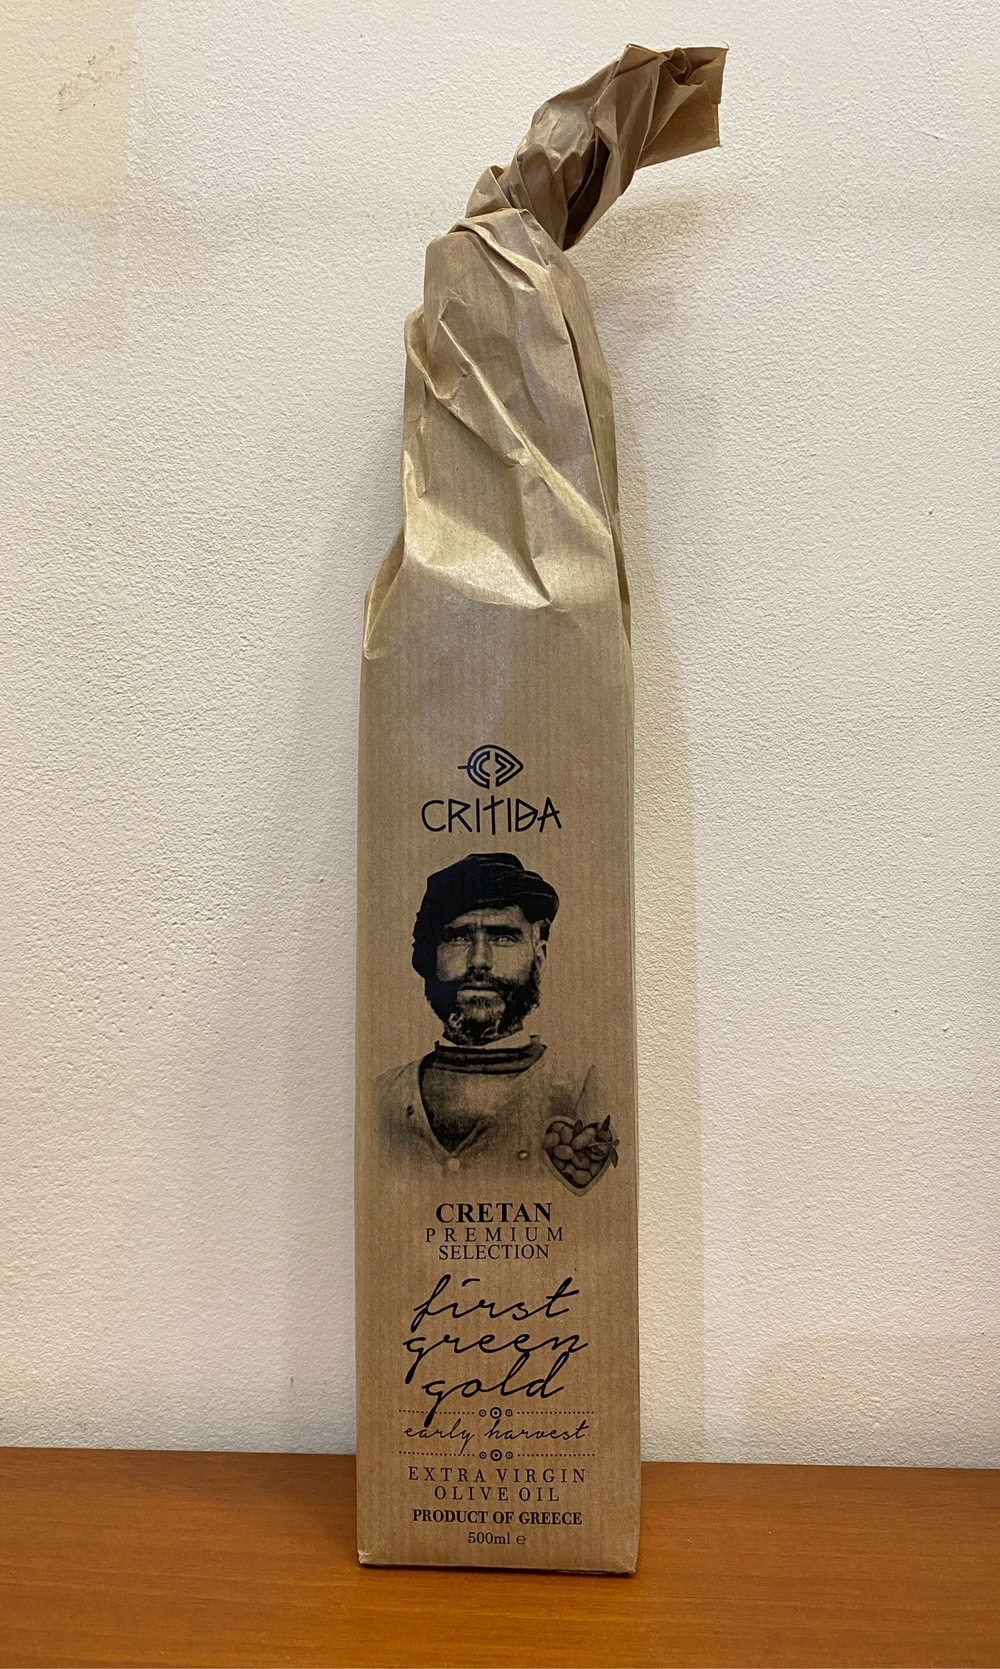 CRITIDA
CRETAN
PREMIUM
SELECTION
first
green
gold
early harvest
EXTRA VIRGIN
OLIVE OIL
PRODUCT OF GREECE
500ml ℮